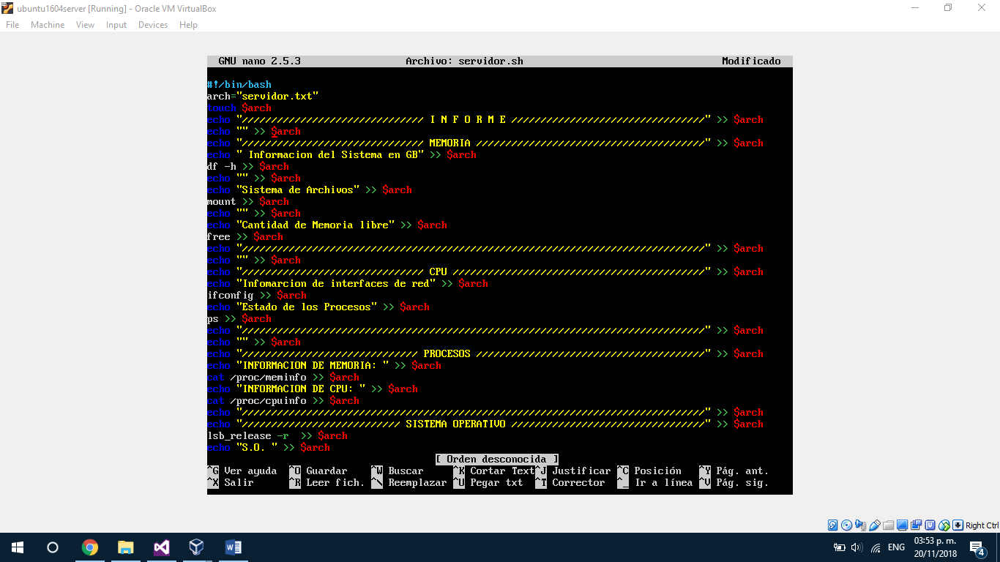 ubuntu1604server [Running] - Oracle VM VirtualBox
File Machine View Input Devices Help
GNU nano 2.5.3 Archivo: servidor.sh Modificado
#!/bin/bash
arch="servidor.txt"
touch $arch
echo "/////////////////////////////// I N F O R M E /////////////////////////////////" >> $arch
echo "" >> $arch
echo "/////////////////////////////// MEMORIA ///////////////////////////////////////" >> $arch
echo " Informacion del Sistema en GB" >> $arch
df -h >> $arch
echo "" >> $arch
echo "Sistema de Archivos" >> $arch
mount >> $arch
echo "" >> $arch
echo "Cantidad de Memoria libre" >> $arch
free >> $arch
echo "///////////////////////////////////////////////////////////////////////////////" >> $arch
echo "" >> $arch
echo "/////////////////////////////// CPU ///////////////////////////////////////////" >> $arch
echo "Infomarcion de interfaces de red" >> $arch
ifconfig >> $arch
echo "Estado de los Procesos" >> $arch
ps >> $arch
echo "///////////////////////////////////////////////////////////////////////////////" >> $arch
echo "" >> $arch
echo "////////////////////////////// PROCESOS ///////////////////////////////////////" >> $arch
echo "INFORMACION DE MEMORIA: " >> $arch
cat /proc/meminfo >> $arch
echo "INFORMACION DE CPU: " >> $arch
cat /proc/cpuinfo >> $arch
echo "///////////////////////////////////////////////////////////////////////////////" >> $arch
echo "/////////////////////////// SISTEMA OPERATIVO /////////////////////////////////" >> $arch
lsb_release -r  >> $arch
echo "S.O. " >> $arch
[ Orden desconocida ]
^G Ver ayuda ^O Guardar ^W Buscar ^K Cortar Text ^J Justificar ^C Posición ^Y Pág. ant.
^X Salir ^R Leer fich. ^\ Reemplazar ^U Pegar txt ^T Corrector ^_ Ir a línea ^V Pág. sig.
Right Ctrl
ENG 03:53 p. m.
20/11/2018
4